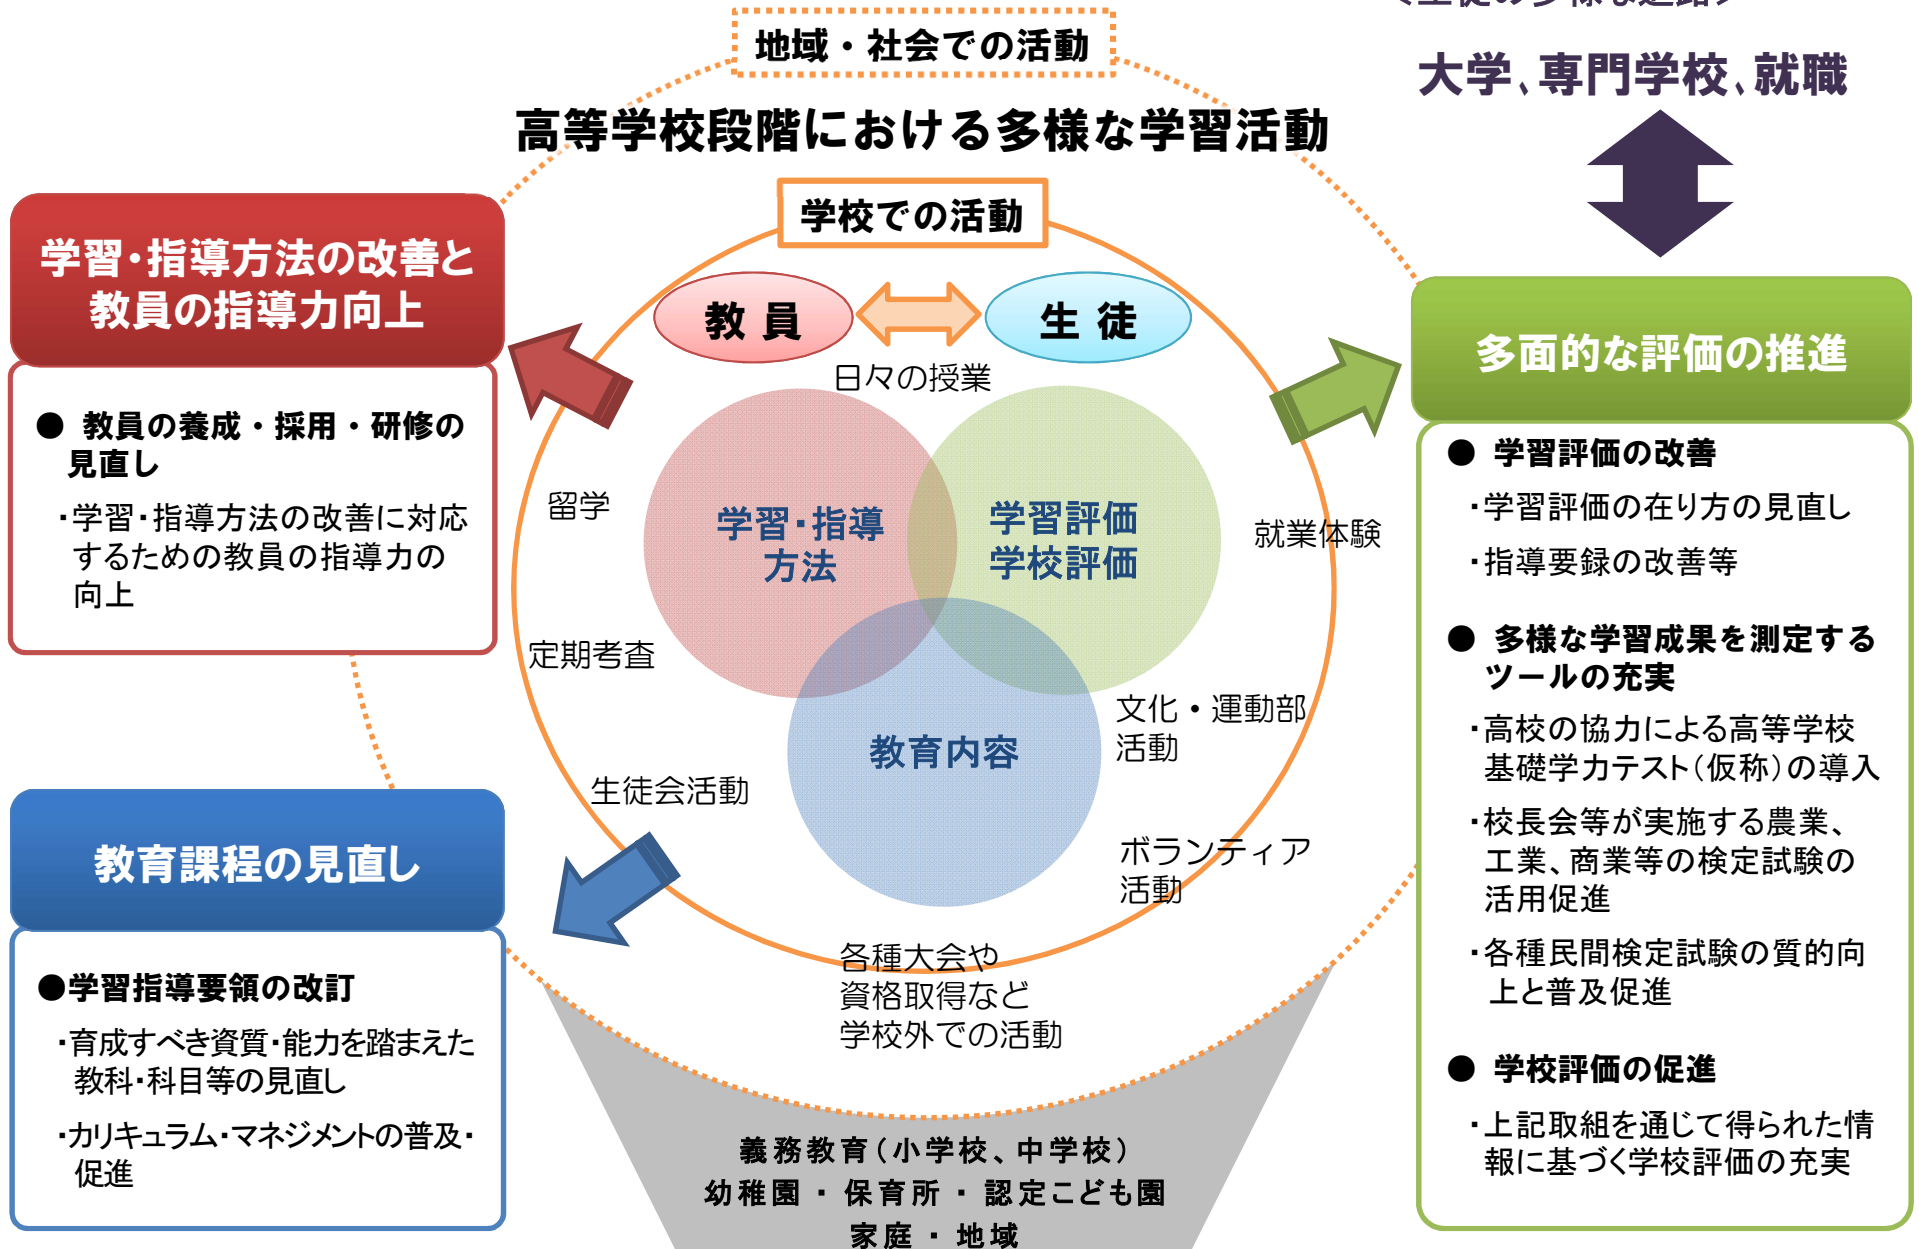 <生徒の多様な進路>
大学、専門学校、就職
地域・社会での活動
高等学校段階における多様な学習活動
学校での活動
教員
生徒
日々の授業
学習・指導方法の改善と
教員の指導力向上
● 教員の養成・採用・研修の
見直し
・学習・指導方法の改善に対応
するための教員の指導力の
向上
教育課程の見直し
●学習指導要領の改訂
・育成すべき資質・能力を踏まえた
教科・科目等の見直し
・カリキュラム・マネジメントの普及・
促進
学習・指導
方法
学習評価
学校評価
教育内容
留学
定期考査
生徒会活動
就業体験
文化・運動部
活動
ボランティア
活動
各種大会や
資格取得など
学校外での活動
義務教育(小学校、中学校)
幼稚園・保育所・認定こども園
家庭・地域
多面的な評価の推進
● 学習評価の改善
・学習評価の在り方の見直し
・指導要録の改善等
● 多様な学習成果を測定する
ツールの充実
・高校の協力による高等学校
基礎学力テスト(仮称)の導入
・校長会等が実施する農業、
工業、商業等の検定試験の
活用促進
・各種民間検定試験の質的向
上と普及促進
● 学校評価の促進
・上記取組を通じて得られた情
報に基づく学校評価の充実